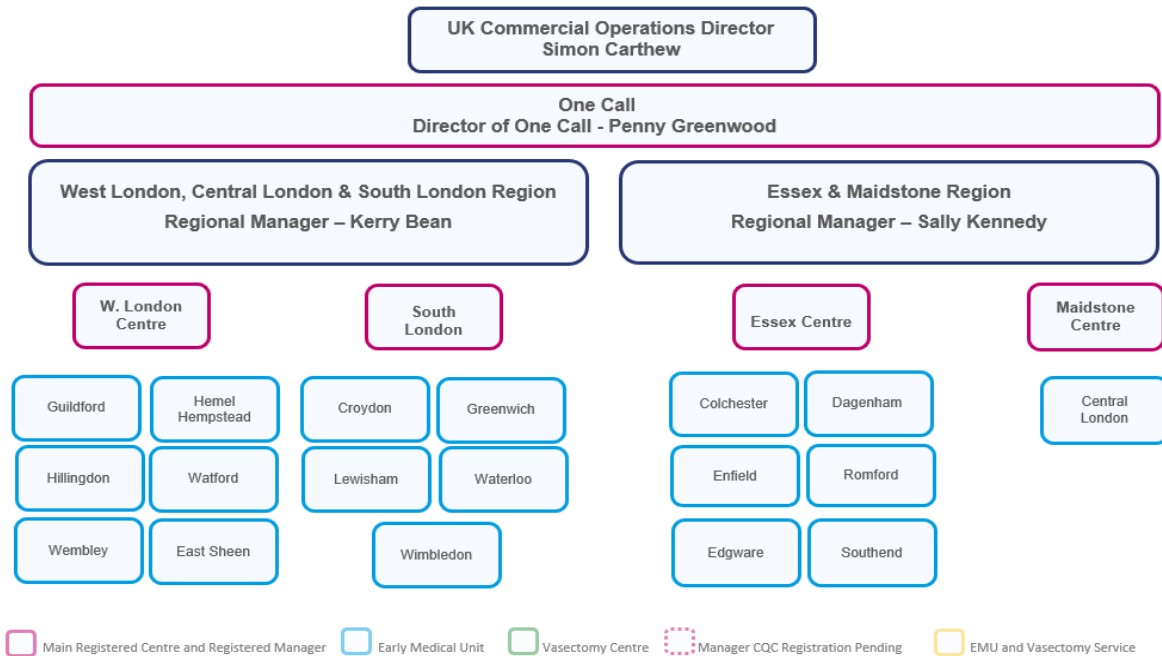 UK Commercial Operations Director
Simon Carthew
One Call
Director of One Call - Penny Greenwood
West London, Central London & South London Region
Regional Manager – Kerry Bean
Essex & Maidstone Region
Regional Manager – Sally Kennedy
W. London
Centre
South
London
Essex Centre
Maidstone
Centre
Guildford
Hemel
Hempstead
Croydon
Greenwich
Colchester
Dagenham
Central
London
Hillingdon
Watford
Lewisham
Waterloo
Enfield
Romford
Wembley
East Sheen
Wimbledon
Edgware
Southend
Main Registered Centre and Registered Manager
Early Medical Unit
Vasectomy Centre
Manager CQC Registration Pending
EMU and Vasectomy Service